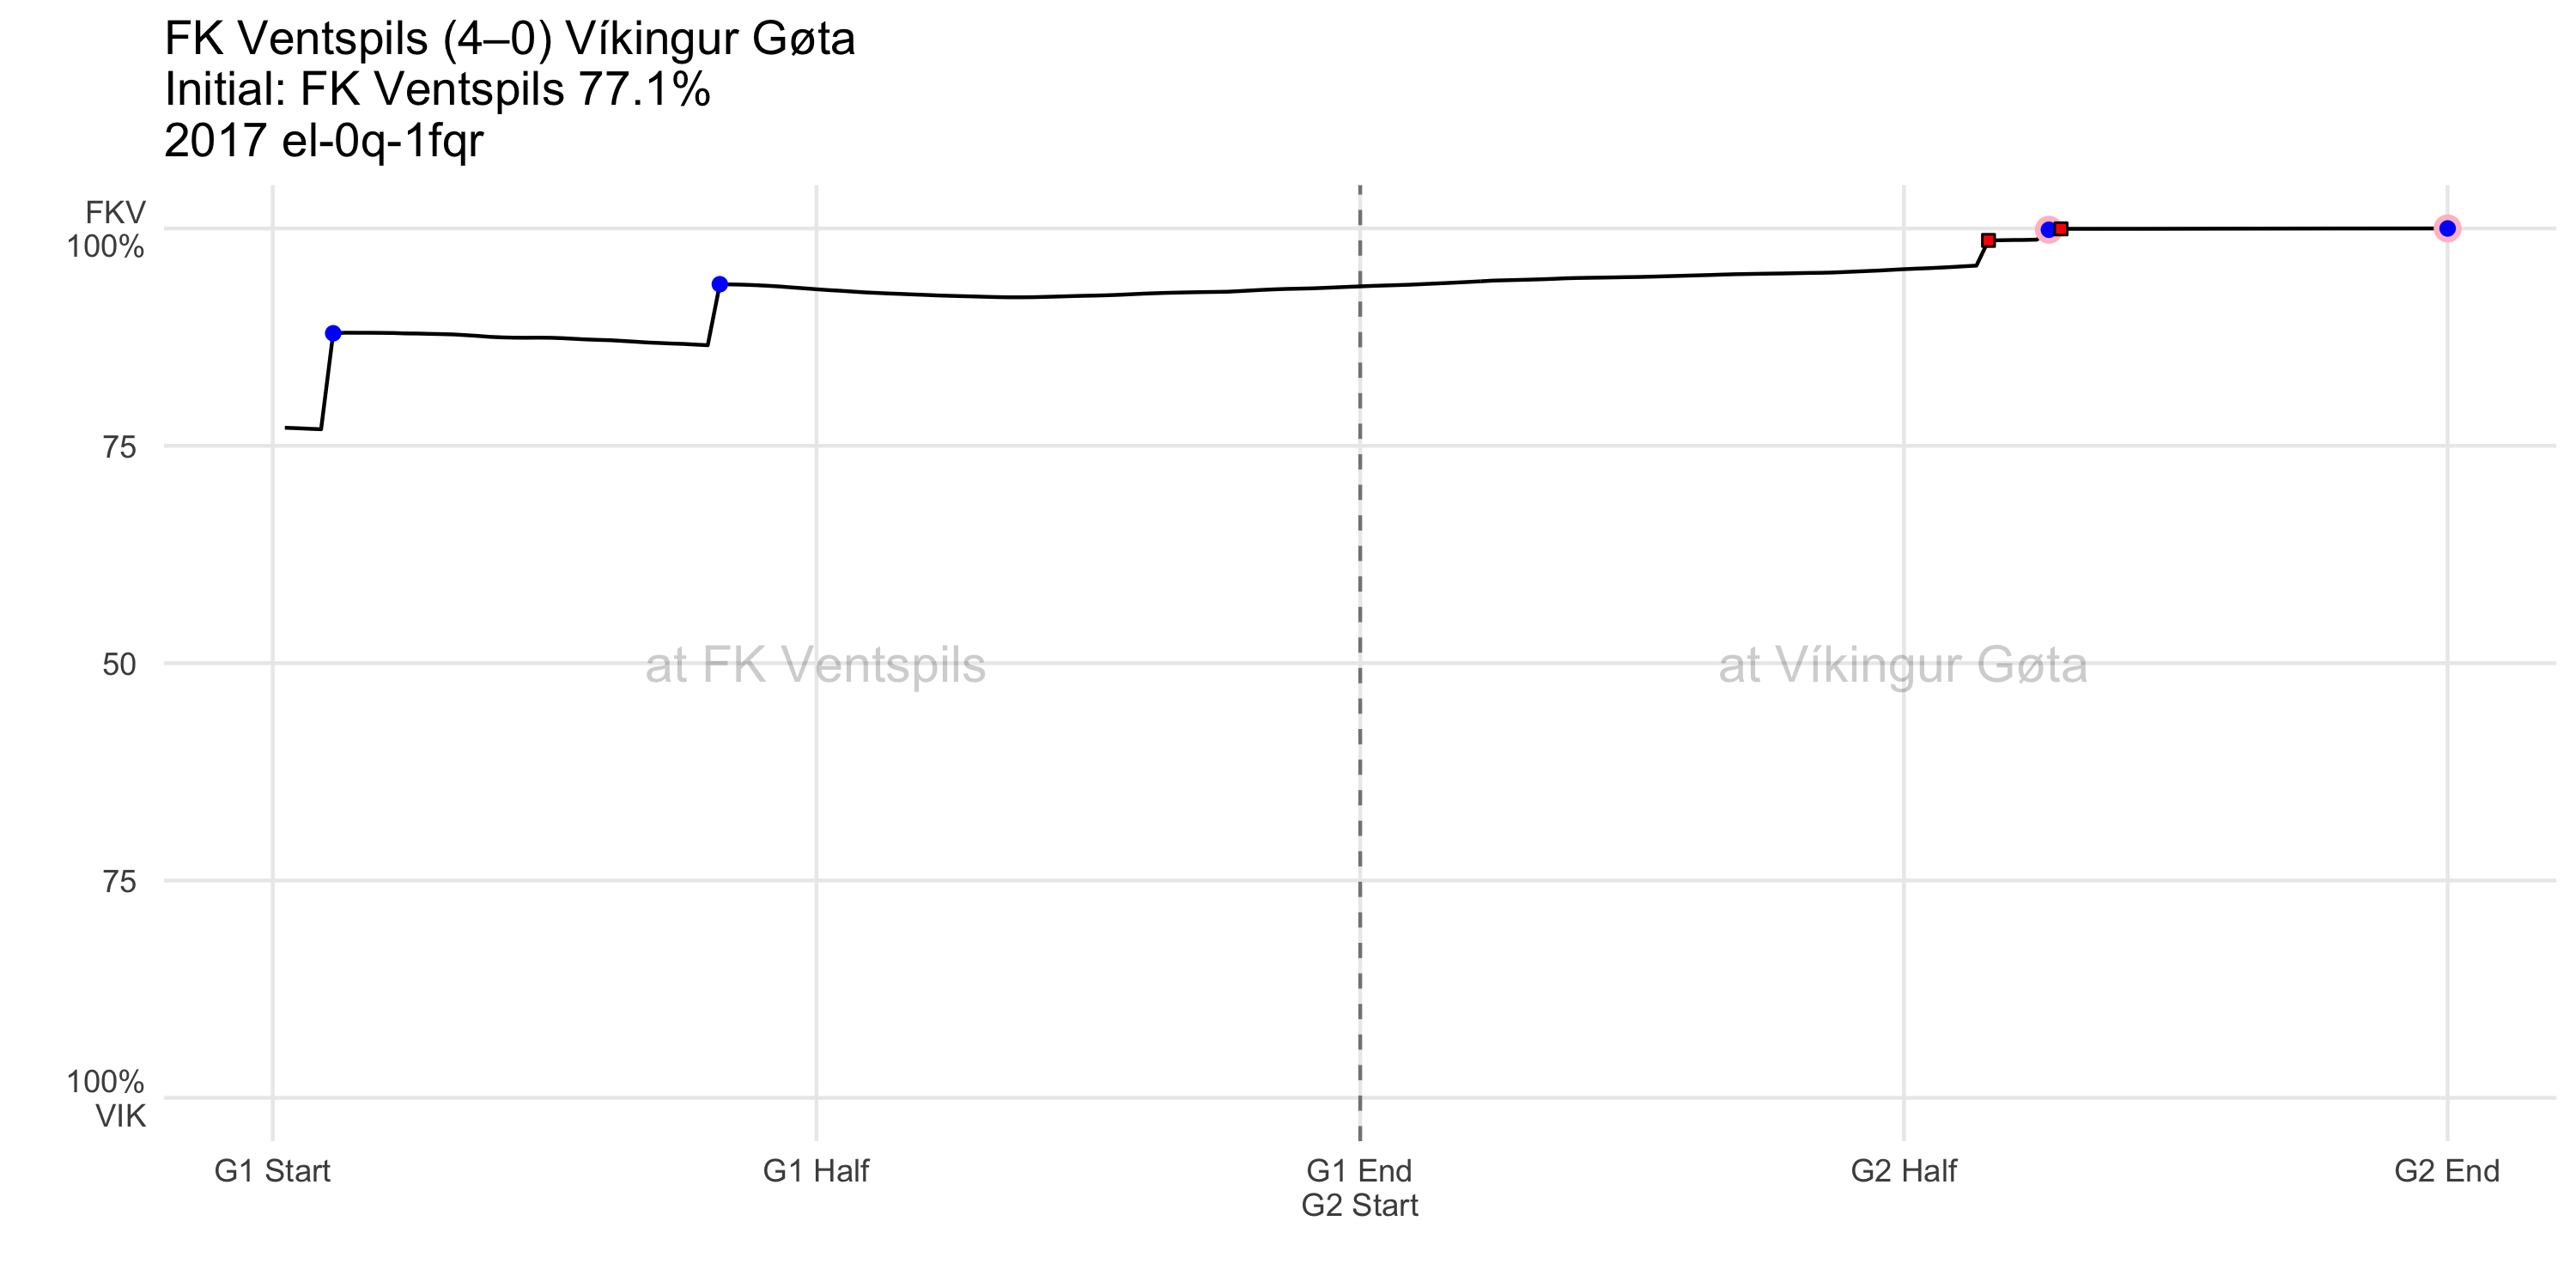 FK Ventspils (4–0) Víkingur Gøta
Initial: FK Ventspils 77.1%
2017 el-0q-1fqr
FKV
100%
75
50
at FK Ventspils
at Víkingur Gøta
75
100%
VIK
G1 Start
G1 Half
G1 End
G2 Start
G2 Half
G2 End